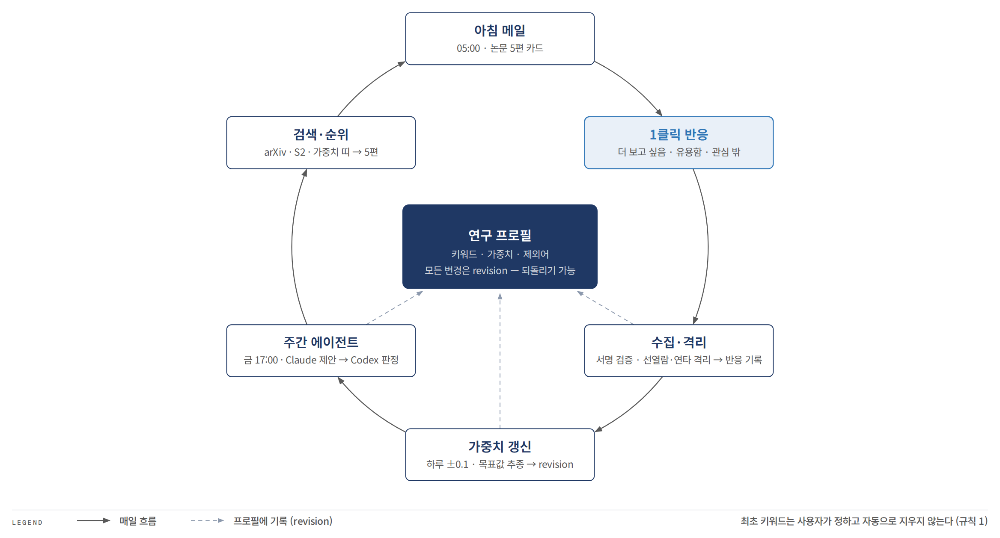 아침 메일
05:00 · 논문 5편 카드
검색·순위
arXiv · S2 · 가중치 띠 → 5편
1클릭 반응
더 보고 싶음 · 유용함 · 관심 밖
연구 프로필
키워드 · 가중치 · 제외어
모든 변경은 revision — 되돌리기 가능
주간 에이전트
금 17:00 · Claude 제안 → Codex 판정
수집·격리
서명 검증 · 선열람·연타 격리 → 반응 기록
가중치 갱신
하루 ±0.1 · 목표값 추종 → revision
LEGEND
매일 흐름
프로필에 기록 (revision)
최초 키워드는 사용자가 정하고 자동으로 지우지 않는다 (규칙 1)